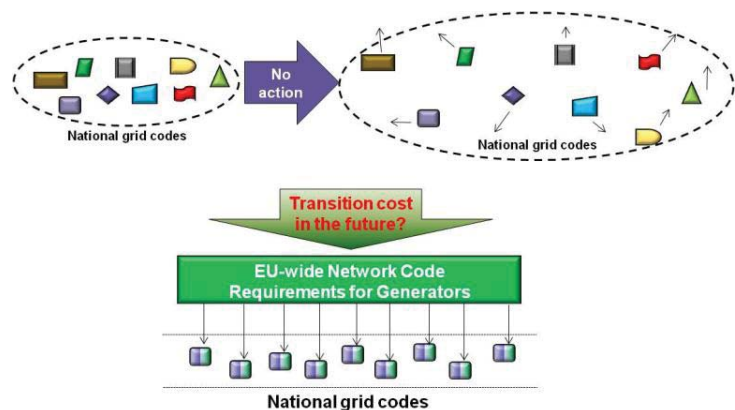 No
action
National grid codes
National grid codes
Transition cost
in the future?
EU-wide Network Code
Requirements for Generators
National grid codes